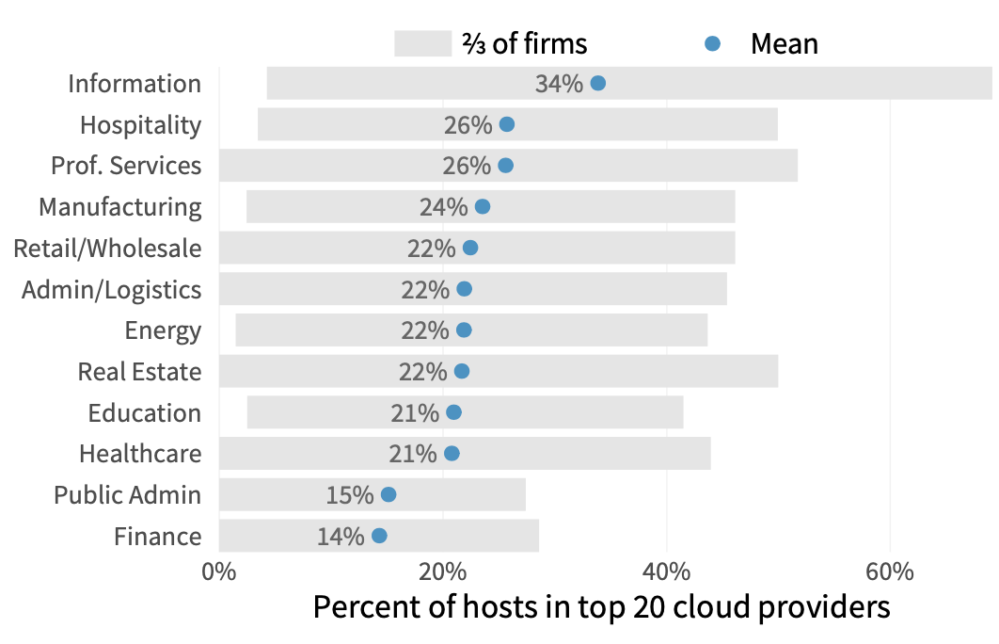 ⅔ of firms Mean
Information 34%
Hospitality 26%
Prof. Services 26%
Manufacturing 24%
Retail/Wholesale 22%
Admin/Logistics 22%
Energy 22%
Real Estate 22%
Education 21%
Healthcare 21%
Public Admin 15%
Finance 14%
0% 20% 40% 60%
Percent of hosts in top 20 cloud providers